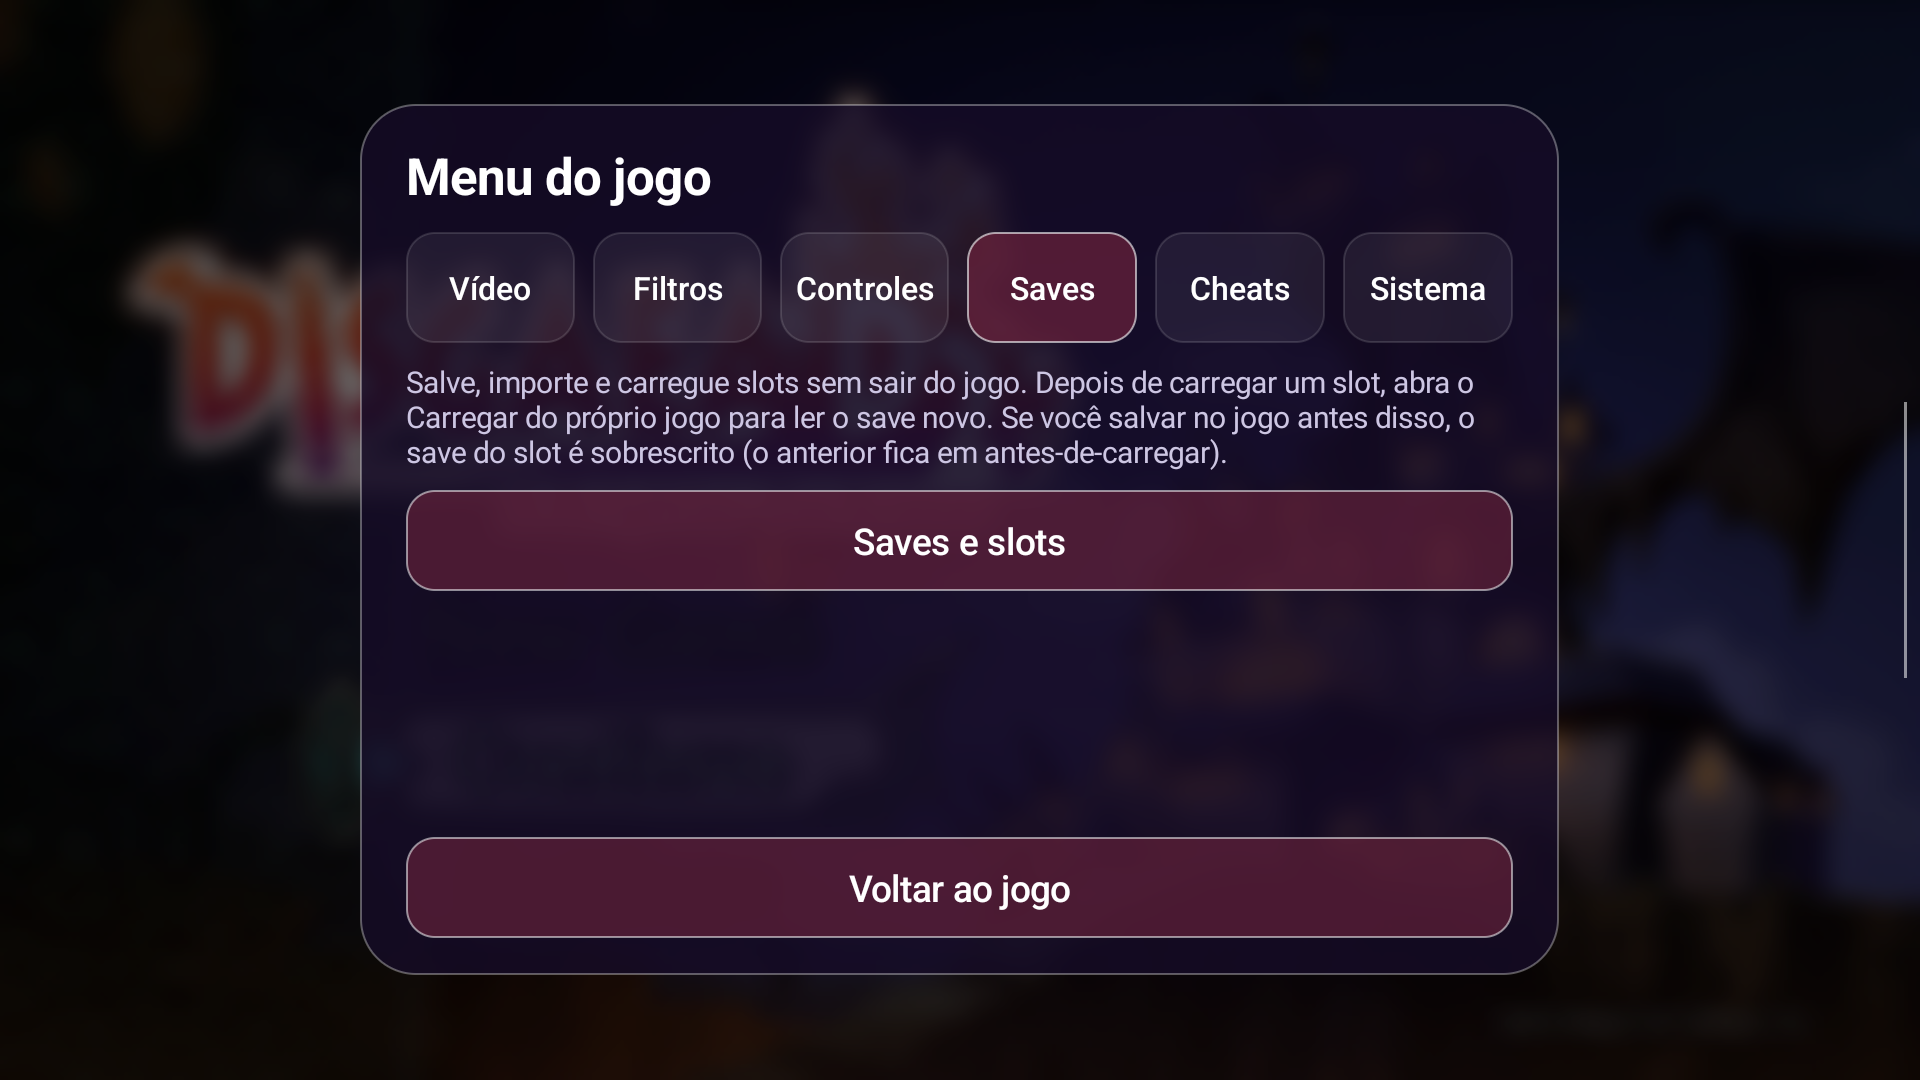 Menu do jogo
Vídeo
Filtros
Controles
Saves
Cheats
Sistema
Salve, importe e carregue slots sem sair do jogo. Depois de carregar um slot, abra o
Carregar do próprio jogo para ler o save novo. Se você salvar no jogo antes disso, o
save do slot é sobrescrito (o anterior fica em antes-de-carregar).
Saves e slots
Voltar ao jogo